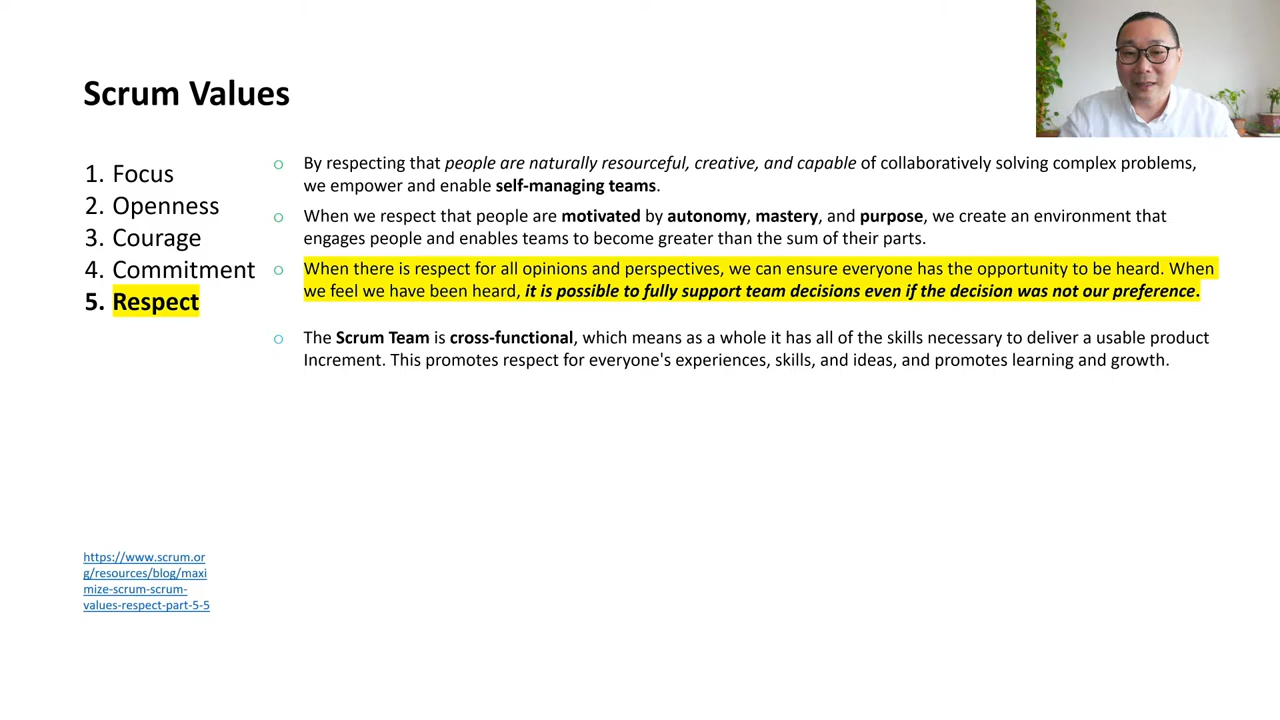 Scrum Values
1. Focus
2. Openness
3. Courage
4. Commitment
5. Respect
o By respecting that people are naturally resourceful, creative, and capable of collaboratively solving complex problems,
we empower and enable self-managing teams.
o When we respect that people are motivated by autonomy, mastery, and purpose, we create an environment that
engages people and enables teams to become greater than the sum of their parts.
o When there is respect for all opinions and perspectives, we can ensure everyone has the opportunity to be heard. When
we feel we have been heard, it is possible to fully support team decisions even if the decision was not our preference.
o The Scrum Team is cross-functional, which means as a whole it has all of the skills necessary to deliver a usable product
Increment. This promotes respect for everyone's experiences, skills, and ideas, and promotes learning and growth.
https://www.scrum.or
g/resources/blog/maxi
mize-scrum-scrum-
values-respect-part-5-5